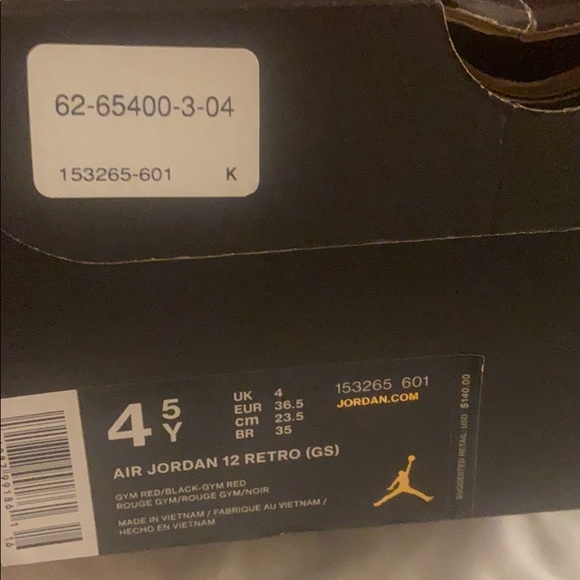 62-65400-3-04
153265-601 K
4 5 Y
UK 4
EUR 36.5
cm 23.5
BR 35
153265 601
JORDAN.COM
AIR JORDAN 12 RETRO (GS)
GYM RED/BLACK-GYM RED
ROUGE GYM/ROUGE GYM/NOIR
MADE IN VIETNAM / FABRIQUE AU VIETNAM /
HECHO EN VIETNAM
SUGGESTED RETAIL: USD $140.00